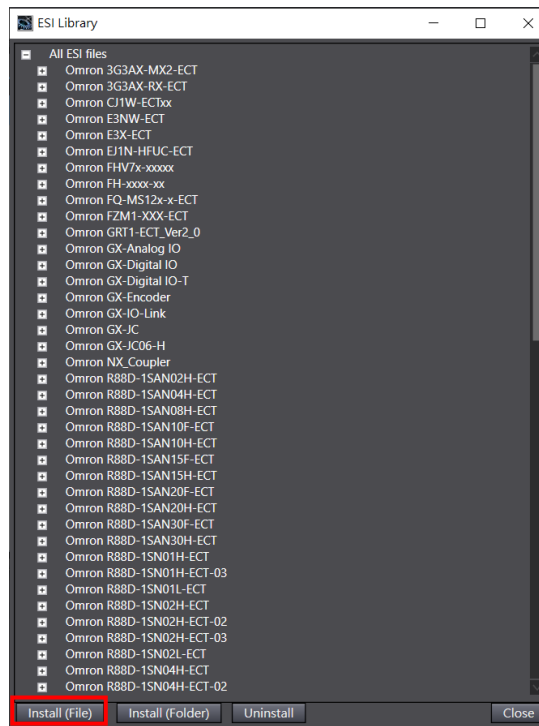 ESI Library
All ESI files
Omron 3G3AX-MX2-ECT
Omron 3G3AX-RX-ECT
Omron CJ1W-ECTxx
Omron E3NW-ECT
Omron E3X-ECT
Omron EJ1N-HFUC-ECT
Omron FHV7x-xxxxx
Omron FH-xxxx-xx
Omron FQ-MS12x-x-ECT
Omron FZM1-XXX-ECT
Omron GRT1-ECT_Ver2_0
Omron GX-Analog IO
Omron GX-Digital IO
Omron GX-Digital IO-T
Omron GX-Encoder
Omron GX-IO-Link
Omron GX-JC
Omron GX-JC06-H
Omron NX_Coupler
Omron R88D-1SAN02H-ECT
Omron R88D-1SAN04H-ECT
Omron R88D-1SAN08H-ECT
Omron R88D-1SAN10F-ECT
Omron R88D-1SAN10H-ECT
Omron R88D-1SAN15F-ECT
Omron R88D-1SAN15H-ECT
Omron R88D-1SAN20F-ECT
Omron R88D-1SAN20H-ECT
Omron R88D-1SAN30F-ECT
Omron R88D-1SAN30H-ECT
Omron R88D-1SN01H-ECT
Omron R88D-1SN01H-ECT-03
Omron R88D-1SN01L-ECT
Omron R88D-1SN02H-ECT
Omron R88D-1SN02H-ECT-02
Omron R88D-1SN02H-ECT-03
Omron R88D-1SN02L-ECT
Omron R88D-1SN04H-ECT
Omron R88D-1SN04H-ECT-02
Install (File) Install (Folder) Uninstall Close